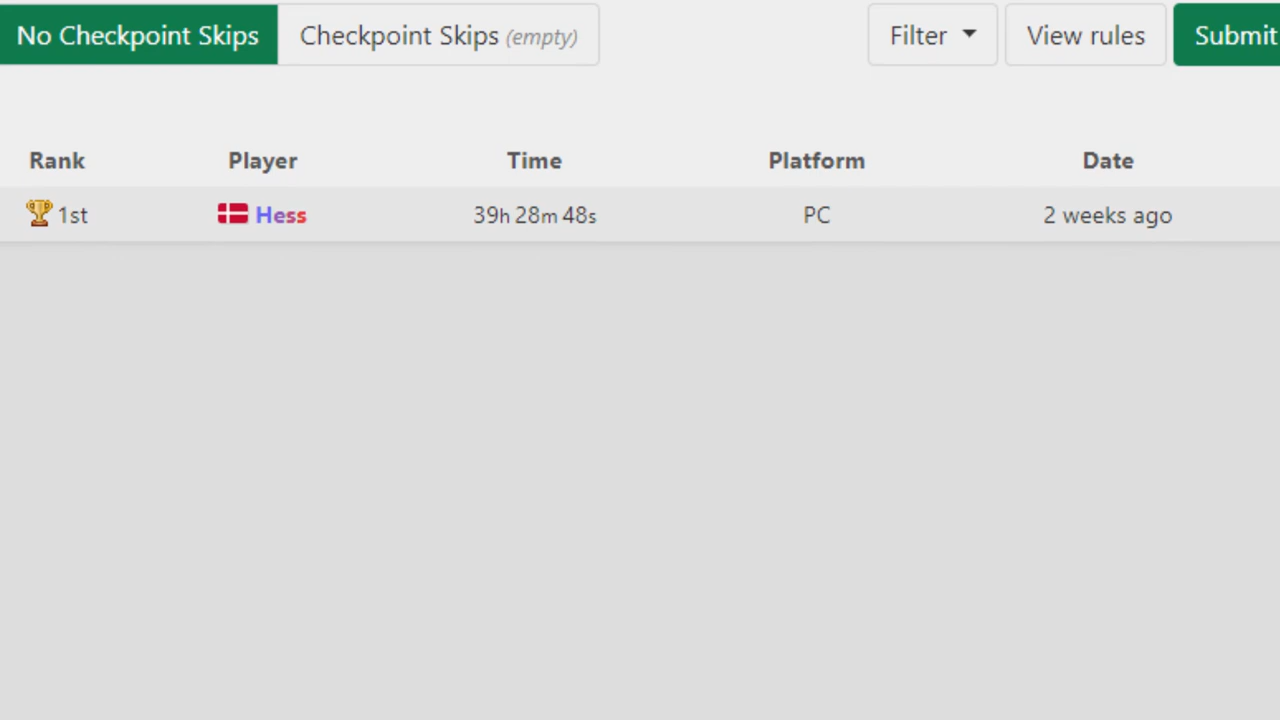 No Checkpoint Skips Checkpoint Skips (empty) Filter View rules Submit
Rank Player Time Platform Date
1st Hess 39h 28m 48s PC 2 weeks ago